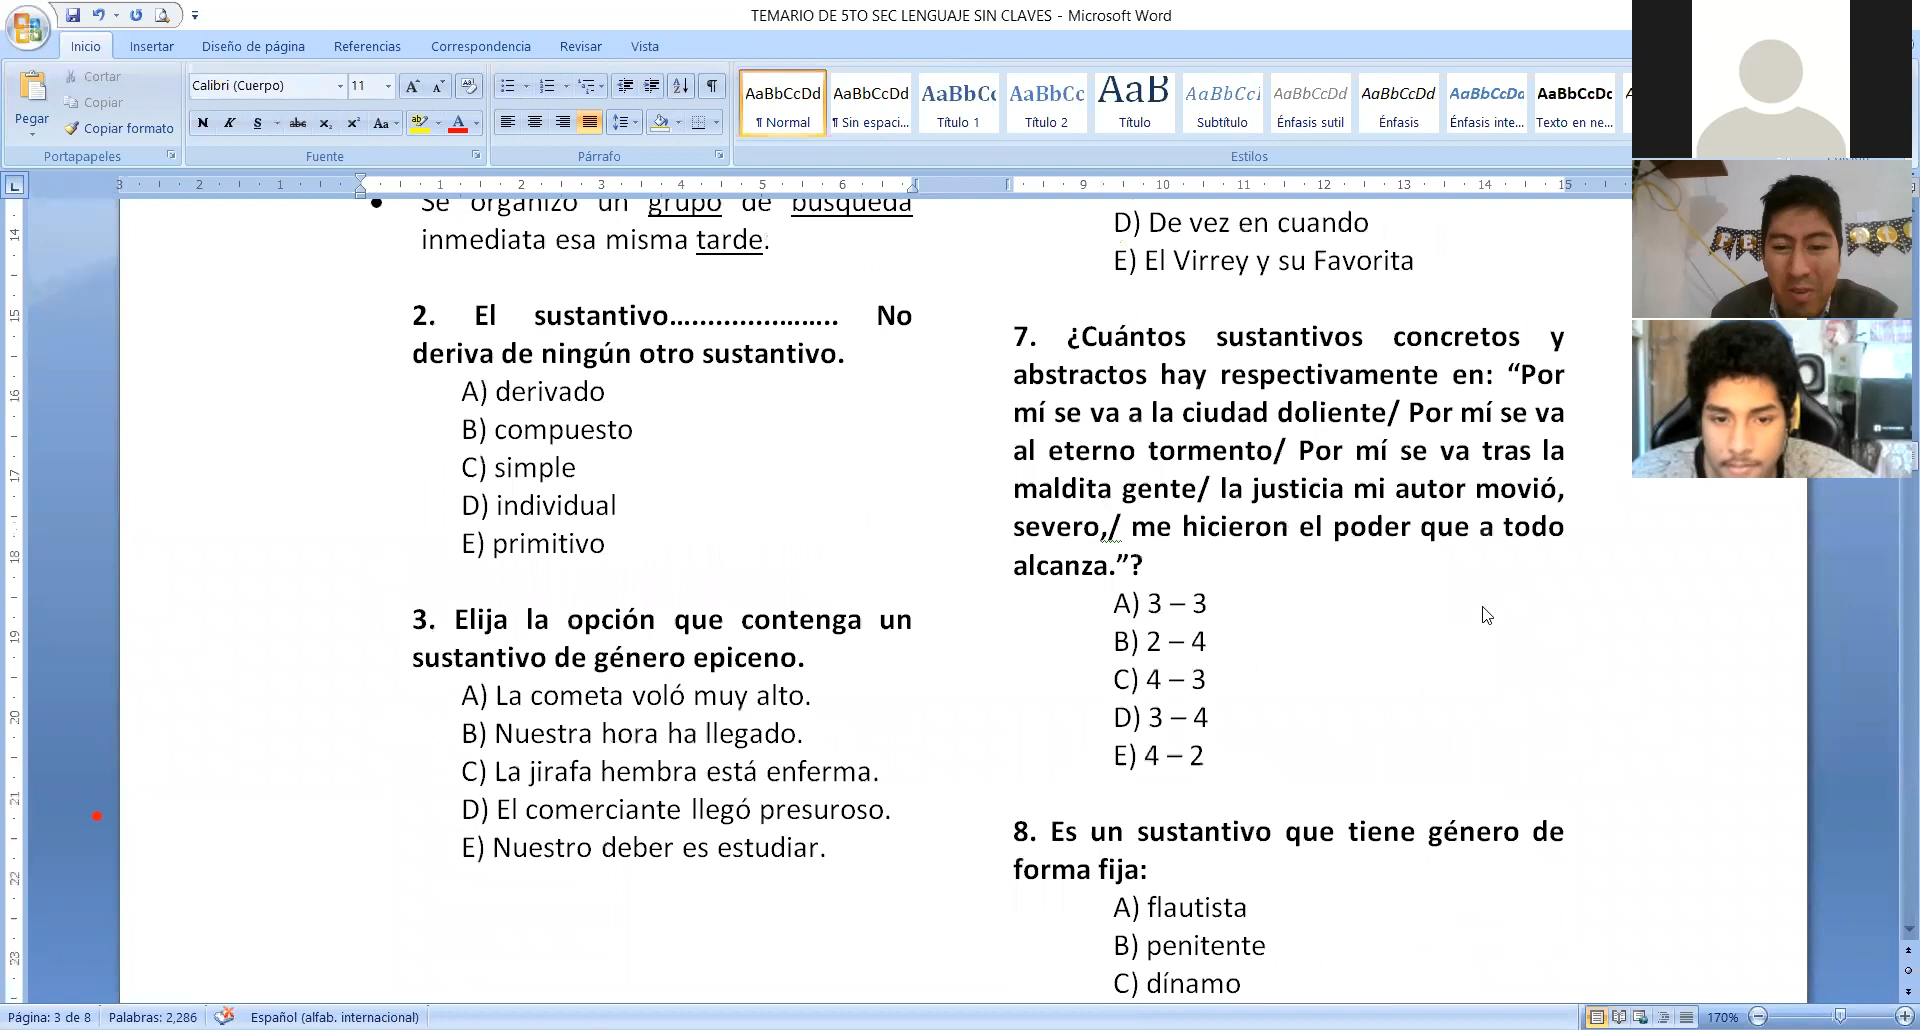 TEMARIO DE 5TO SEC LENGUAJE SIN CLAVES - Microsoft Word
Inicio Insertar Diseño de página Referencias Correspondencia Revisar Vista
Pegar
Cortar
Copiar
Copiar formato
Portapapeles
Calibri (Cuerpo) 11
Fuente
Párrafo
AaBbCcDd AaBbCcDd AaBbCc AaBbCc AaB AaBbCcI AaBbCcDd AaBbCcDd AaBbCcDd AaBbCcDc
¶ Normal ¶ Sin espaci... Título 1 Título 2 Título Subtítulo Énfasis sutil Énfasis Énfasis inte... Texto en ne...
Estilos
Se organizó un grupo de búsqueda
inmediata esa misma tarde.
2. El sustantivo…………………….. No
deriva de ningún otro sustantivo.
A) derivado
B) compuesto
C) simple
D) individual
E) primitivo
3. Elija la opción que contenga un
sustantivo de género epiceno.
A) La cometa voló muy alto.
B) Nuestra hora ha llegado.
C) La jirafa hembra está enferma.
D) El comerciante llegó presuroso.
E) Nuestro deber es estudiar.
D) De vez en cuando
E) El Virrey y su Favorita
7. ¿Cuántos sustantivos concretos y
abstractos hay respectivamente en: “Por
mí se va a la ciudad doliente/ Por mí se va
al eterno tormento/ Por mí se va tras la
maldita gente/ la justicia mi autor movió,
severo,/ me hicieron el poder que a todo
alcanza.”?
A) 3 – 3
B) 2 – 4
C) 4 – 3
D) 3 – 4
E) 4 – 2
8. Es un sustantivo que tiene género de
forma fija:
A) flautista
B) penitente
C) dínamo
Página: 3 de 8 Palabras: 2,286 Español (alfab. internacional) 170%